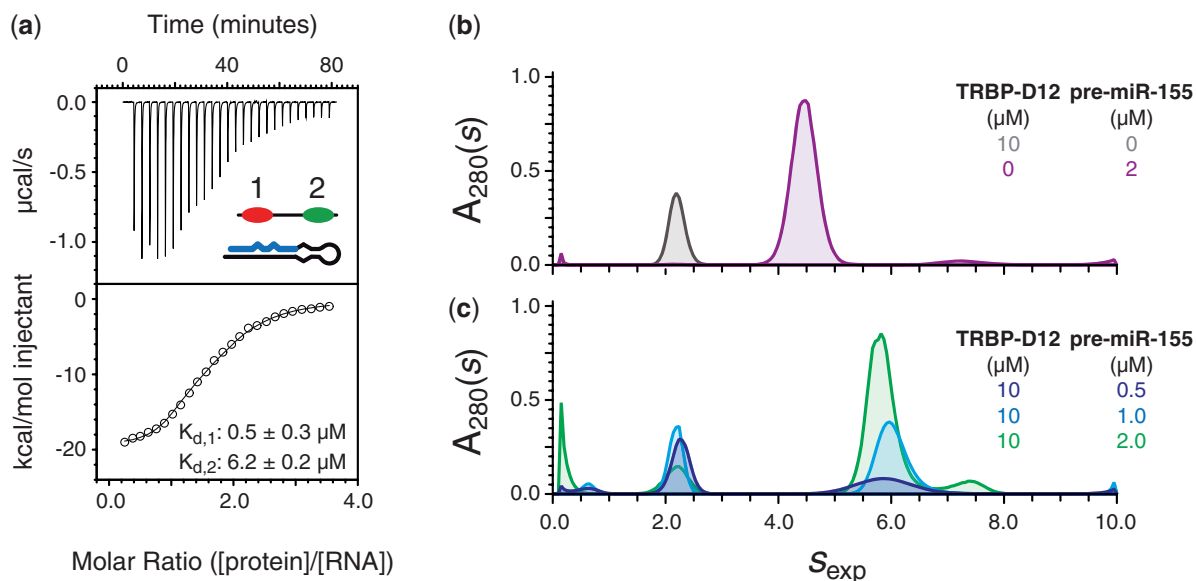 (a)
Time (minutes)
0 40 80
0.0
-0.5
-1.0
µcal/s
1 2
0
-10
-20
kcal/mol injectant
Kd,1: 0.5 ± 0.3 µM
Kd,2: 6.2 ± 0.2 µM
0.0 2.0 4.0
Molar Ratio ([protein]/[RNA])
(b)
1.0
0.5
0.0
A280(s)
TRBP-D12 pre-miR-155
(µM) (µM)
10 0
0 2
(c)
1.0
0.5
0.0
A280(s)
TRBP-D12 pre-miR-155
(µM) (µM)
10 0.5
10 1.0
10 2.0
0.0 2.0 4.0 6.0 8.0 10.0
sexp